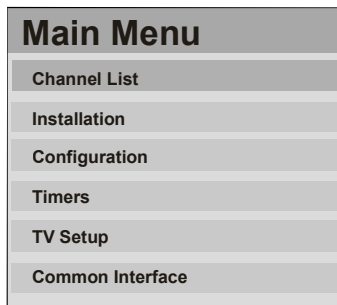 Main Menu
Channel List
Installation
Configuration
Timers
TV Setup
Common Interface